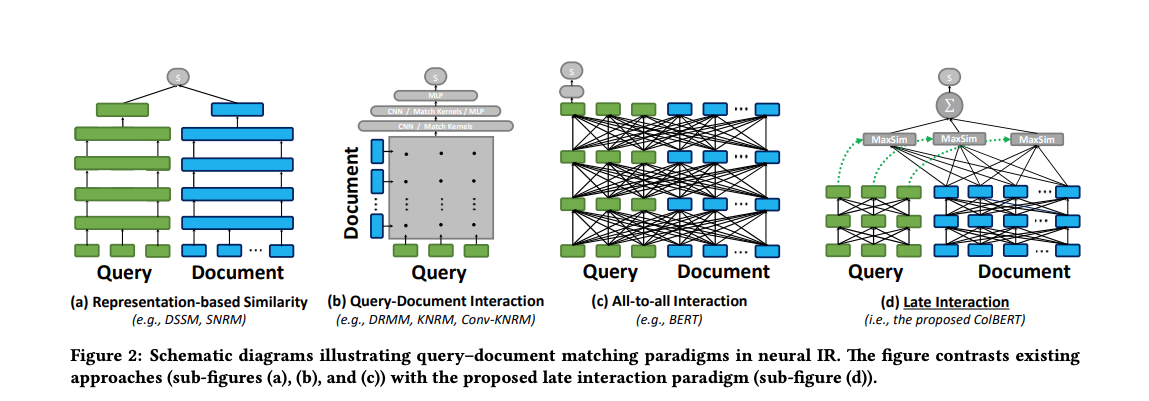 S
MLP
CNN / Match Kernels / MLP
CNN / Match Kernels
Document
Query
S
S
Σ
MaxSim MaxSim MaxSim
Query Document
Query Document
Query Document
(a) Representation-based Similarity
(e.g., DSSM, SNRM)
S
(b) Query-Document Interaction
(e.g., DRMM, KNRM, Conv-KNRM)
(c) All-to-all Interaction
(e.g., BERT)
(d) Late Interaction
(i.e., the proposed ColBERT)
Figure 2: Schematic diagrams illustrating query–document matching paradigms in neural IR. The figure contrasts existing
approaches (sub-figures (a), (b), and (c)) with the proposed late interaction paradigm (sub-figure (d)).